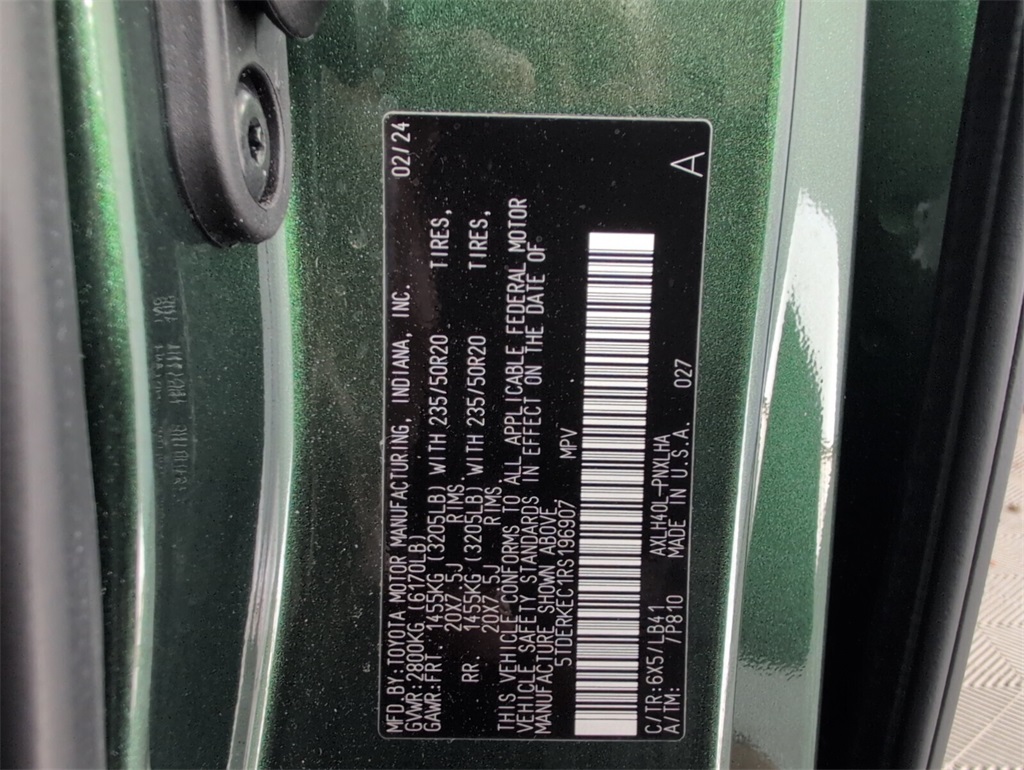 MFD.BY:TOYOTA MOTOR MANUFACTURING, INDIANA, INC. 02/24
GVWR:2800KG (6170LB)
GAWR:FRT. 1455KG (3205LB) WITH 235/50R20 TIRES,
20X7.5J RIMS
RR. 1455KG (3205LB) WITH 235/50R20 TIRES,
20X7.5J RIMS.
THIS VEHICLE CONFORMS TO ALL APPLICABLE FEDERAL MOTOR
VEHICLE SAFETY STANDARDS IN EFFECT ON THE DATE OF
MANUFACTURE SHOWN ABOVE.
5TDERKEC1RS196907 MPV
C/TR:6X5/LB41 AXLH40L-PNXLHA
A/TM: 7P810 MADE IN U.S.A. 027
A